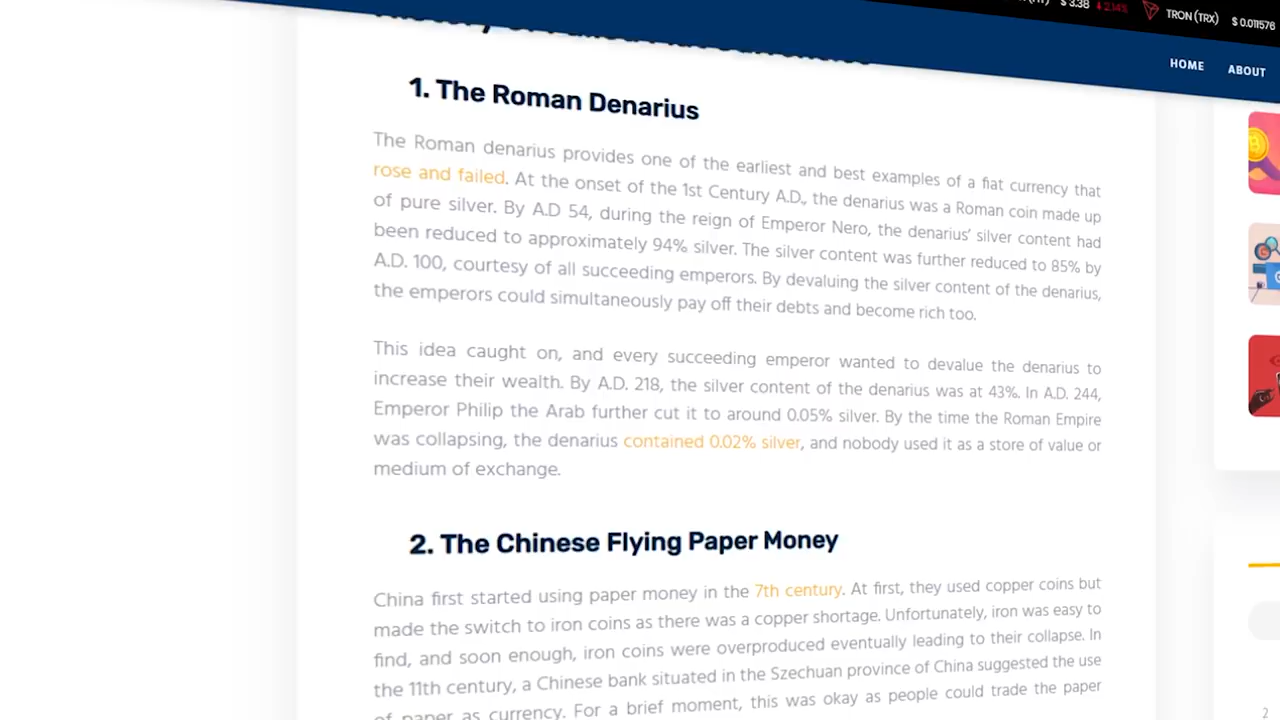 $ 3.38 2.14% TRON (TRX) $ 0.011576
HOME ABOUT
1. The Roman Denarius
The Roman denarius provides one of the earliest and best examples of a fiat currency that
rose and failed. At the onset of the 1st Century A.D., the denarius was a Roman coin made up
of pure silver. By A.D 54, during the reign of Emperor Nero, the denarius’ silver content had
been reduced to approximately 94% silver. The silver content was further reduced to 85% by
A.D. 100, courtesy of all succeeding emperors. By devaluing the silver content of the denarius,
the emperors could simultaneously pay off their debts and become rich too.
This idea caught on, and every succeeding emperor wanted to devalue the denarius to
increase their wealth. By A.D. 218, the silver content of the denarius was at 43%. In A.D. 244,
Emperor Philip the Arab further cut it to around 0.05% silver. By the time the Roman Empire
was collapsing, the denarius contained 0.02% silver, and nobody used it as a store of value or
medium of exchange.
2. The Chinese Flying Paper Money
China first started using paper money in the 7th century. At first, they used copper coins but
made the switch to iron coins as there was a copper shortage. Unfortunately, iron was easy to
find, and soon enough, iron coins were overproduced eventually leading to their collapse. In
the 11th century, a Chinese bank situated in the Szechuan province of China suggested the use
of paper as currency. For a brief moment, this was okay as people could trade the paper
2